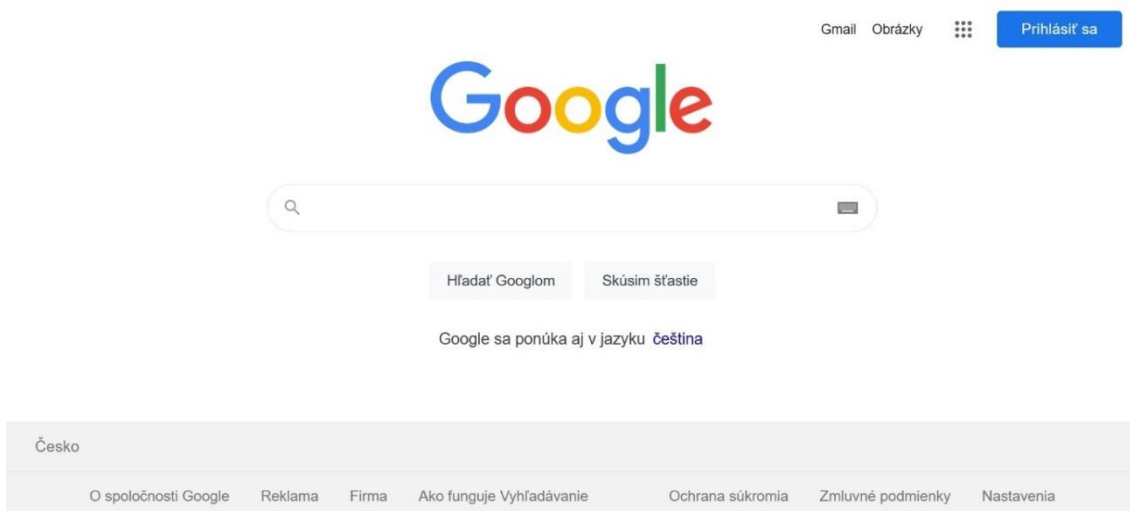 Gmail Obrázky Prihlásiť sa
Google
Hľadať Googlom Skúsim šťastie
Google sa ponúka aj v jazyku čeština
Česko
O spoločnosti Google Reklama Firma Ako funguje Vyhľadávanie Ochrana súkromia Zmluvné podmienky Nastavenia